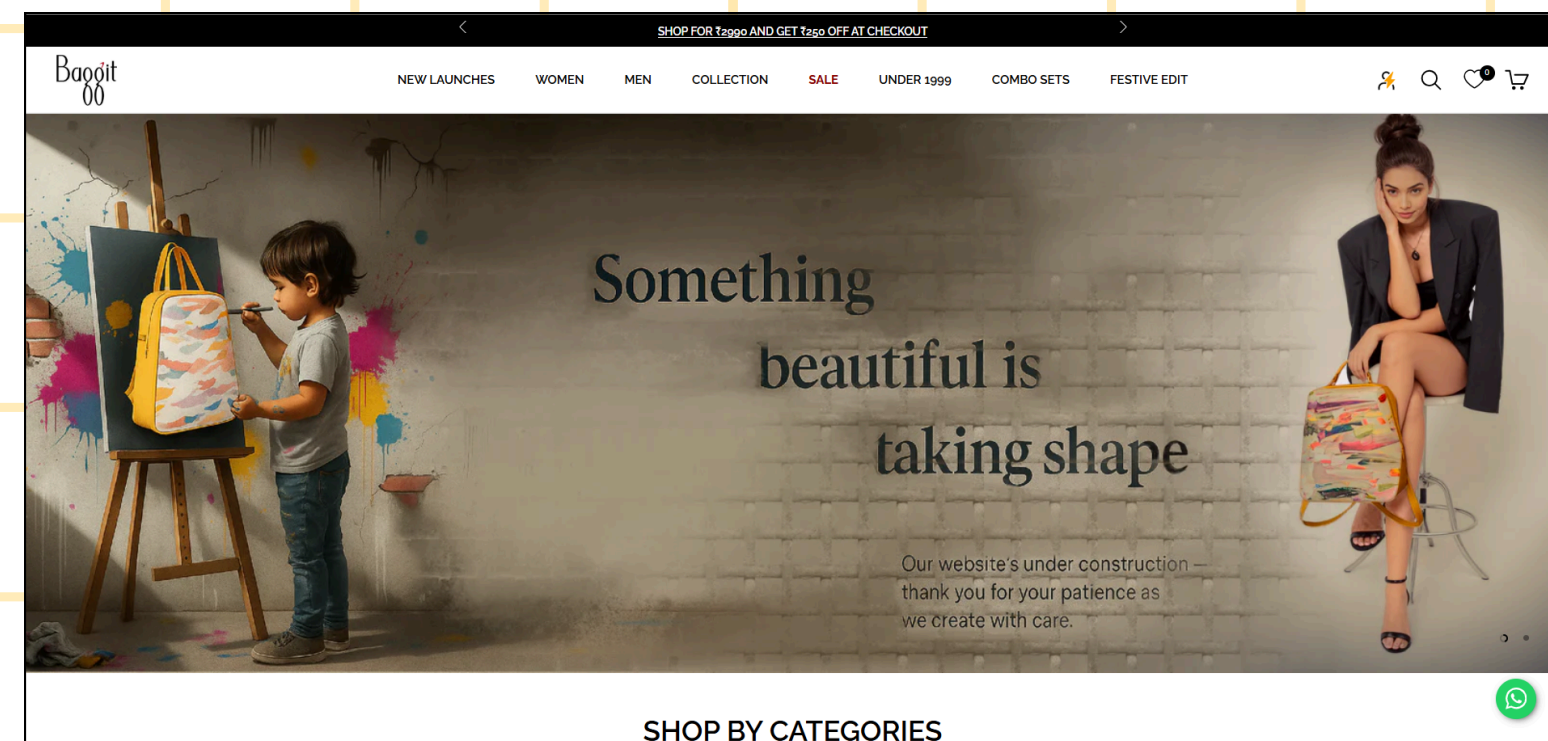 SHOP FOR ₹2990 AND GET ₹250 OFF AT CHECKOUT
Baggit
NEW LAUNCHES WOMEN MEN COLLECTION SALE UNDER 1999 COMBO SETS FESTIVE EDIT
0
Something
beautiful is
taking shape
Our website's under construction –
thank you for your patience as
we create with care.
SHOP BY CATEGORIES